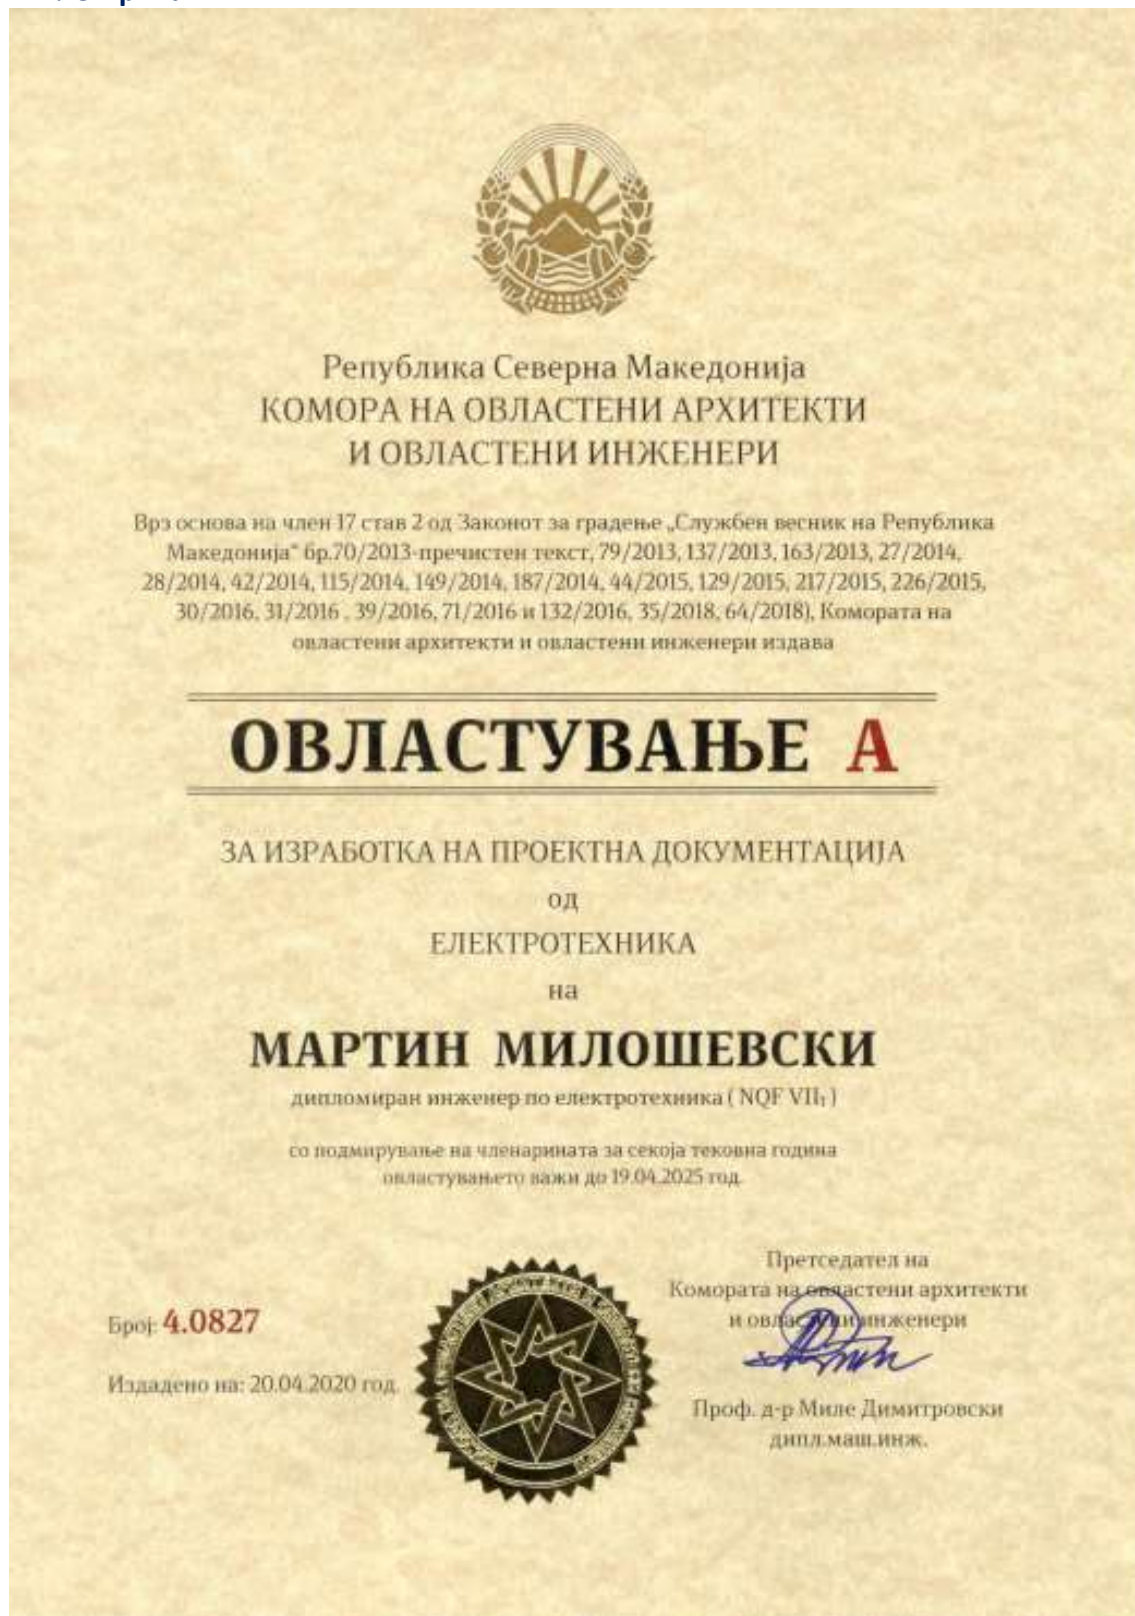 Република Северна Македонија
КОМОРА НА ОВЛАСТЕНИ АРХИТЕКТИ
И ОВЛАСТЕНИ ИНЖЕНЕРИ
Врз основа на член 17 став 2 од Законот за градење „Службен весник на Република
Македонија“ бр.70/2013-пречистен текст, 79/2013, 137/2013, 163/2013, 27/2014,
28/2014, 42/2014, 115/2014, 149/2014, 187/2014, 44/2015, 129/2015, 217/2015, 226/2015,
30/2016, 31/2016 , 39/2016, 71/2016 и 132/2016, 35/2018, 64/2018), Комората на
овластени архитекти и овластени инженери издава
ОВЛАСТУВАЊЕ А
ЗА ИЗРАБОТКА НА ПРОЕКТНА ДОКУМЕНТАЦИЈА
од
ЕЛЕКТРОТЕХНИКА
на
МАРТИН МИЛОШЕВСКИ
дипломиран инженер по електротехника ( NQF VII₁ )
со подмирување на членарината за секоја тековна година
овластувањето важи до 19.04.2025 год.
Број: 4.0827
Издадено на: 20.04.2020 год.
Претседател на
Комората на овластени архитекти
и овластени инженери
Проф. д-р Миле Димитровски
дипл.маш.инж.